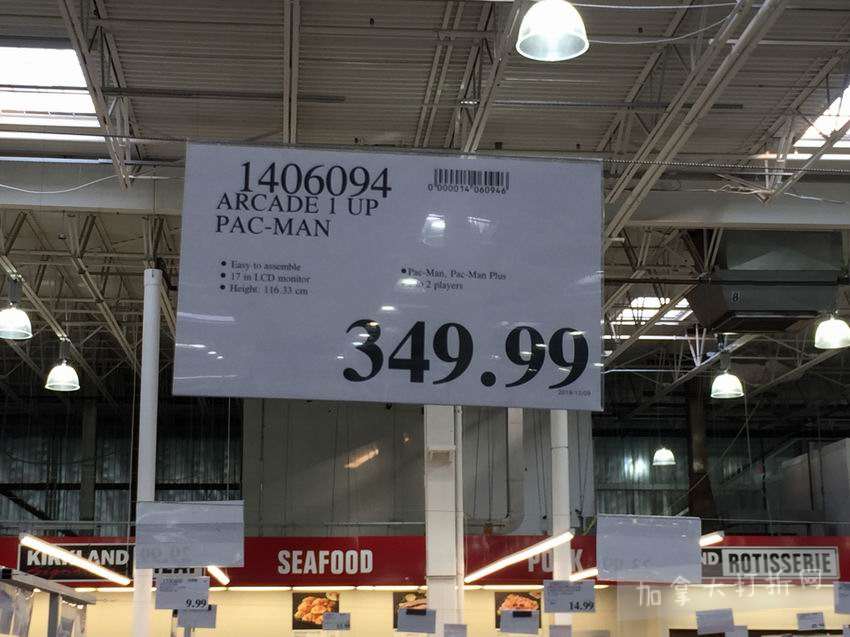 1406094
0 000014 060946
ARCADE 1 UP
PAC-MAN
● Easy to assemble
● 17 in LCD monitor
● Height: 116.33 cm
● Pac-Man, Pac-Man Plus
to 2 players
349.99
8
KIRKLAND
SEAFOOD
ROTISSERIE
9.99
14.99
加拿大打折网